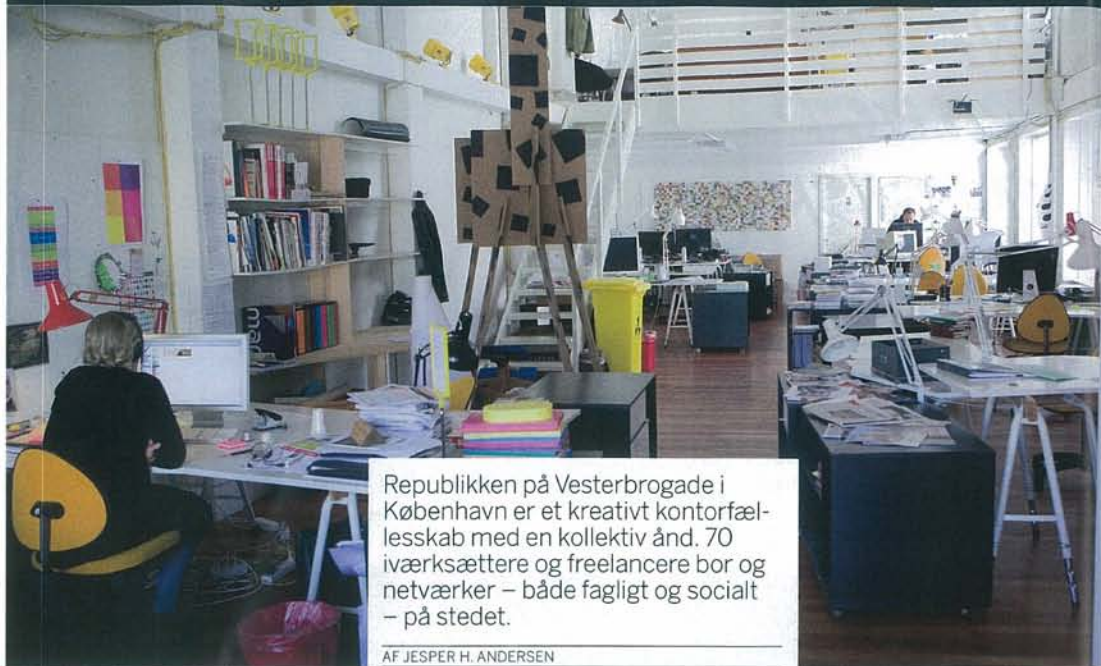 Republikken på Vesterbrogade i
København er et kreativt kontorfæl-
lesskab med en kollektiv ånd. 70
iværksættere og freelancere bor og
netværker – både fagligt og socialt
– på stedet.
AF JESPER H. ANDERSEN